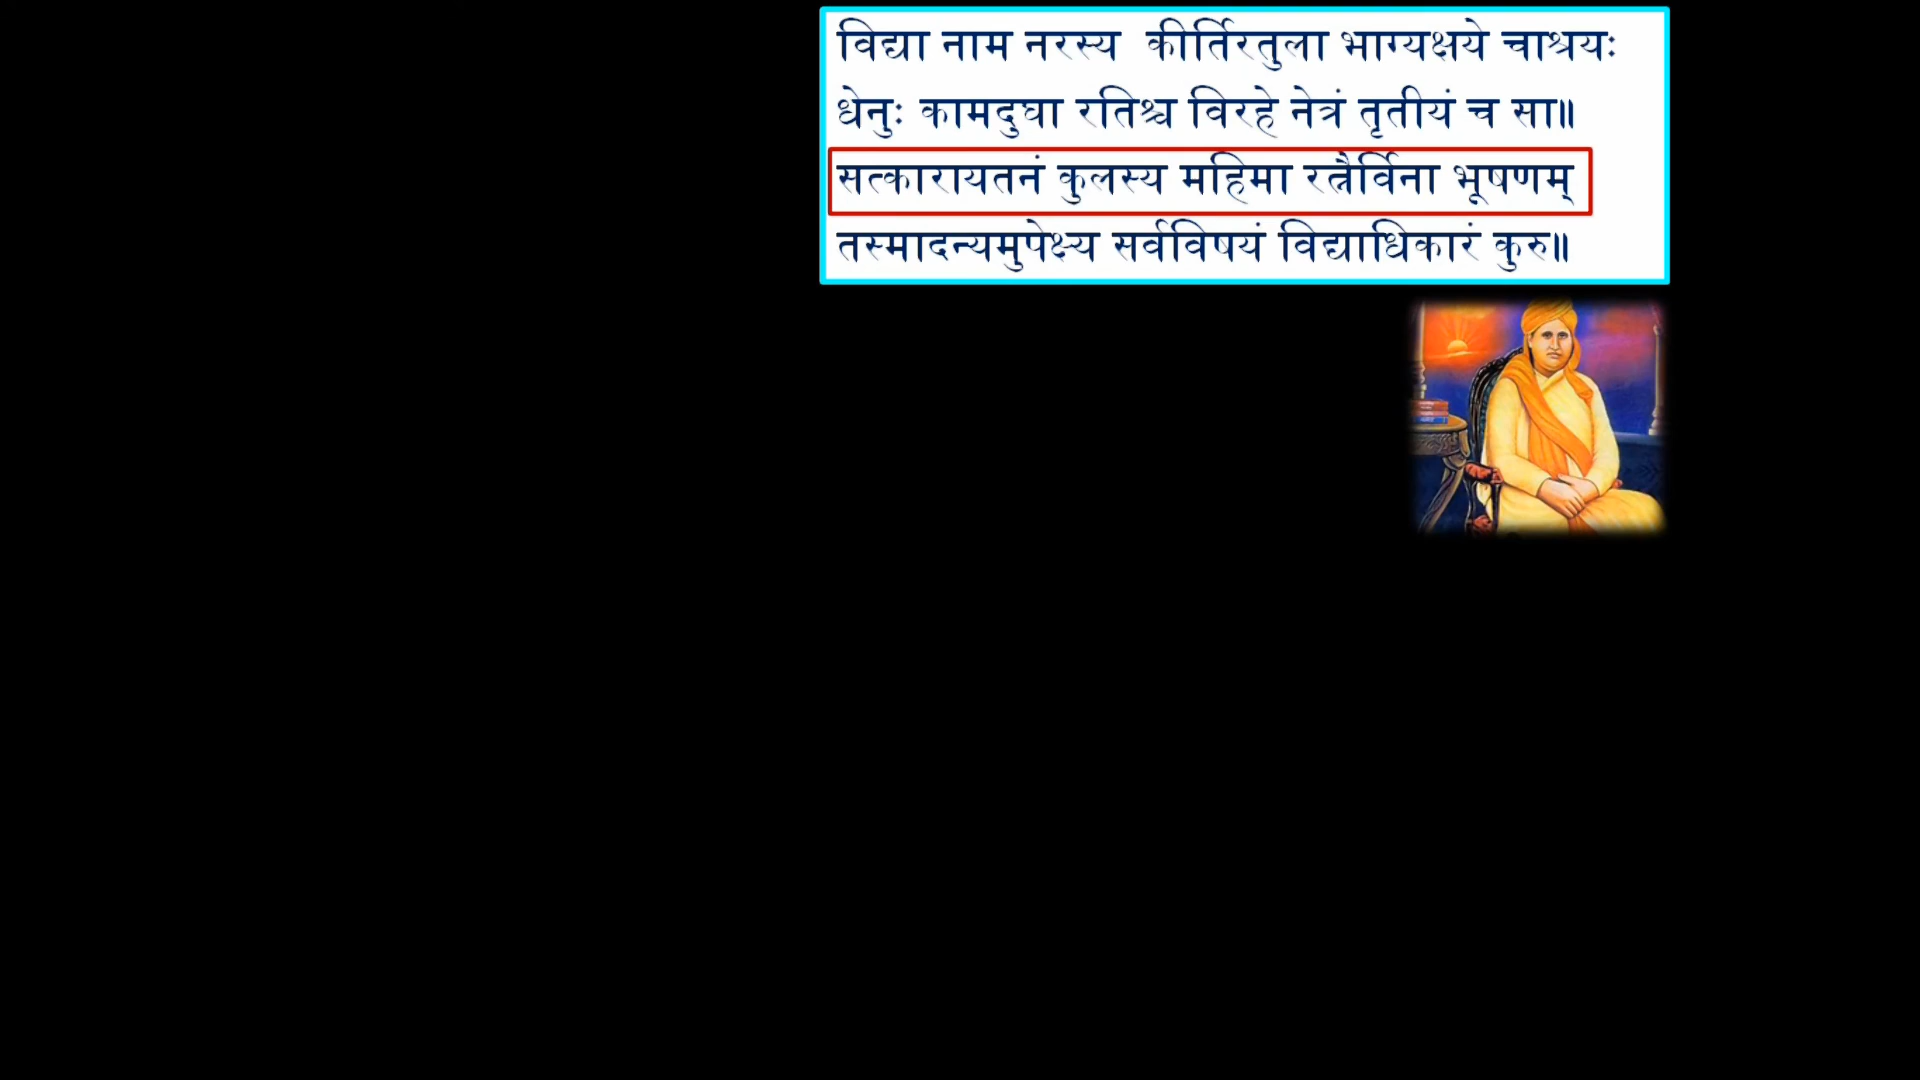 विद्या नाम नरस्य कीर्तिरतुला भाग्यक्षये चाश्रयः
धेनुः कामदुघा रतिश्च विरहे नेत्रं तृतीयं च सा॥
सत्कारायतनं कुलस्य महिमा रत्नैर्विना भूषणम्
तस्मादन्यमुपेक्ष्य सर्वविषयं विद्याधिकारं कुरु॥